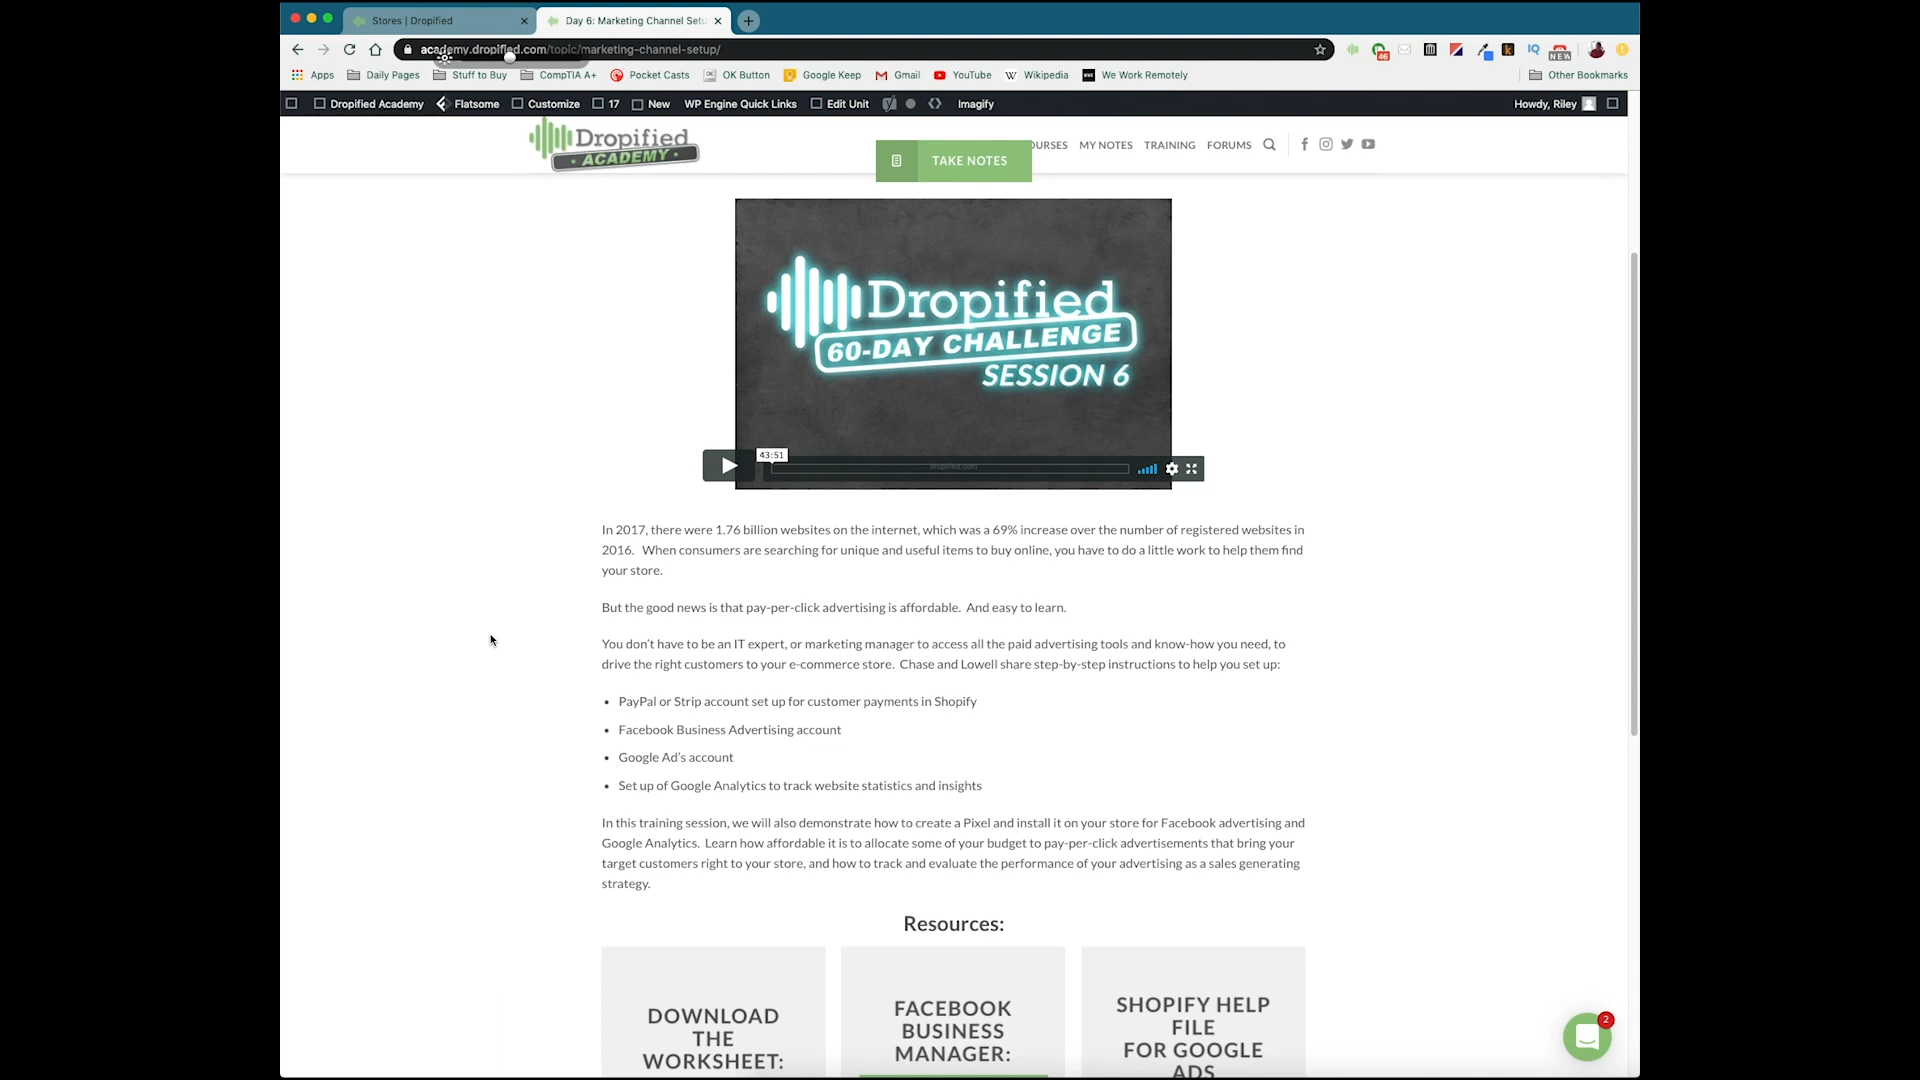 Stores | Dropified
Day 6: Marketing Channel Setu
academy.dropified.com/topic/marketing-channel-setup/
46
IQ
NEW
Apps
Daily Pages
Stuff to Buy
CompTIA A+
Pocket Casts
OK Button
Google Keep
Gmail
YouTube
Wikipedia
We Work Remotely
Other Bookmarks
Dropified Academy
Flatsome
Customize
17
New
WP Engine Quick Links
Edit Unit
Imagify
Howdy, Riley
Dropified
ACADEMY
TAKE NOTES
OURSES
MY NOTES
TRAINING
FORUMS
Dropified
60-DAY CHALLENGE
SESSION 6
43:51
dropified.com
In 2017, there were 1.76 billion websites on the internet, which was a 69% increase over the number of registered websites in
2016. When consumers are searching for unique and useful items to buy online, you have to do a little work to help them find
your store.
But the good news is that pay-per-click advertising is affordable. And easy to learn.
You don't have to be an IT expert, or marketing manager to access all the paid advertising tools and know-how you need, to
drive the right customers to your e-commerce store. Chase and Lowell share step-by-step instructions to help you set up:
• PayPal or Strip account set up for customer payments in Shopify
• Facebook Business Advertising account
• Google Ad's account
• Set up of Google Analytics to track website statistics and insights
In this training session, we will also demonstrate how to create a Pixel and install it on your store for Facebook advertising and
Google Analytics. Learn how affordable it is to allocate some of your budget to pay-per-click advertisements that bring your
target customers right to your store, and how to track and evaluate the performance of your advertising as a sales generating
strategy.
Resources:
DOWNLOAD
THE
WORKSHEET:
FACEBOOK
BUSINESS
MANAGER:
SHOPIFY HELP
FILE
FOR GOOGLE
ADS
2